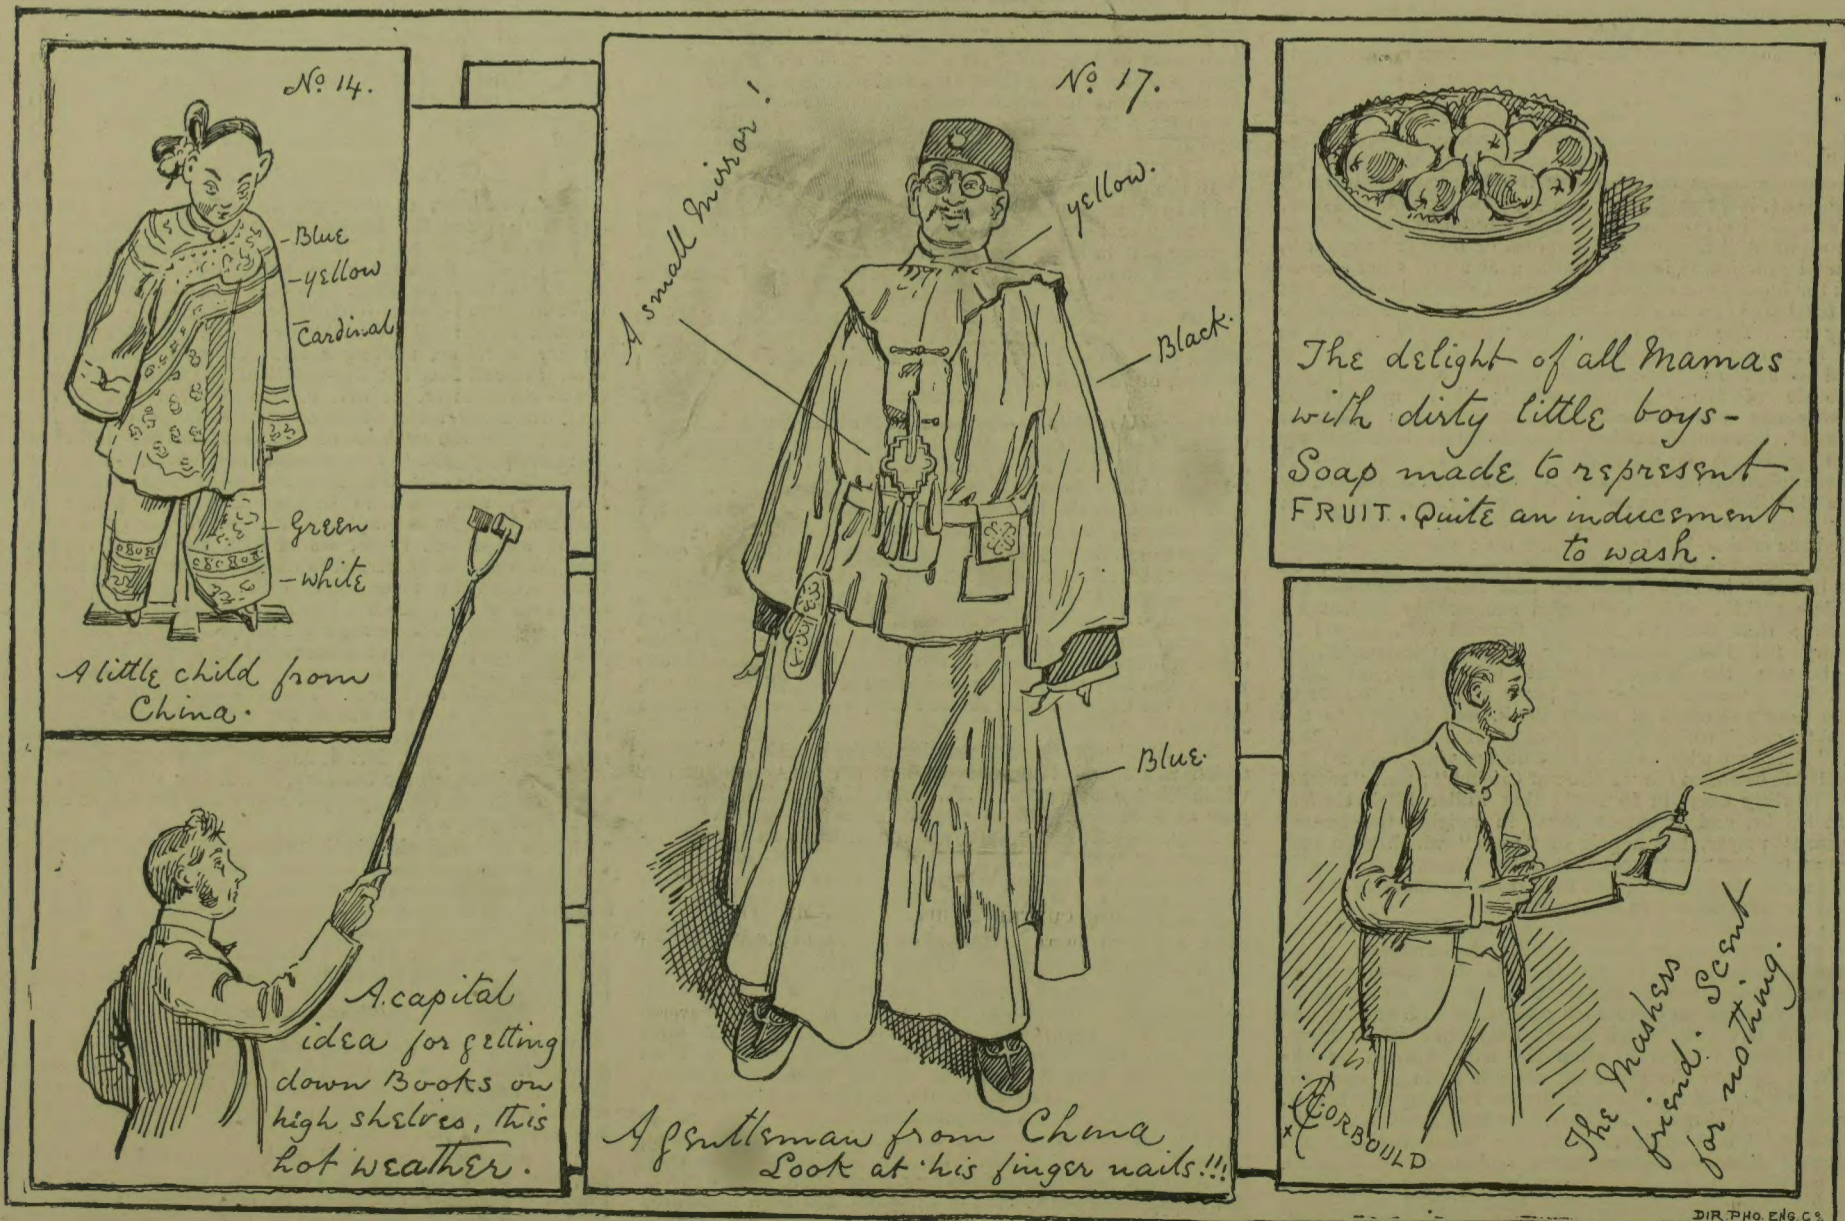 No. 14.
Blue
yellow
Cardinal
Green
white
A little child from
China.
A capital
idea for getting
down Books on
high shelves, this
hot weather.
No. 17.
A small mirror!
yellow.
Black.
Blue.
A gentleman from China
Look at his finger nails!!!
The delight of all Mamas
with dirty little boys-
Soap made to represent
FRUIT. Quite an inducement
to wash.
The Mashers
friend. Scent
for nothing.
CORBOULD
DIR. PHO. ENG. Co.